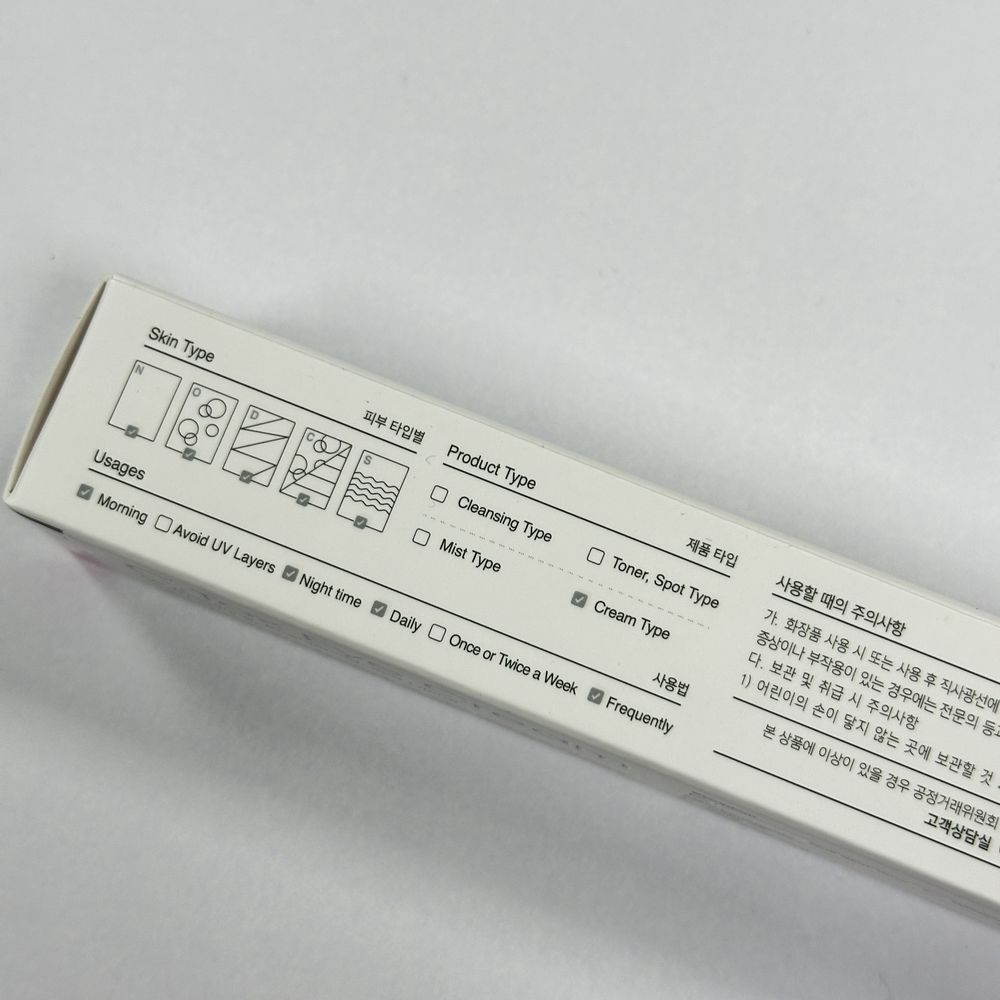 Skin Type
피부 타입별
N
O
D
C
S
Usages
사용법
Morning
Avoid UV Layers
Night time
Daily
Once or Twice a Week
Frequently
Product Type
제품 타입
Cleansing Type
Toner, Spot Type
Mist Type
Cream Type
사용할 때의 주의사항
가. 화장품 사용 시 또는 사용 후 직사광선에
증상이나 부작용이 있는 경우에는 전문의 등과
다. 보관 및 취급 시 주의사항
1) 어린이의 손이 닿지 않는 곳에 보관할 것
본 상품에 이상이 있을 경우 공정거래위원회
고객상담실